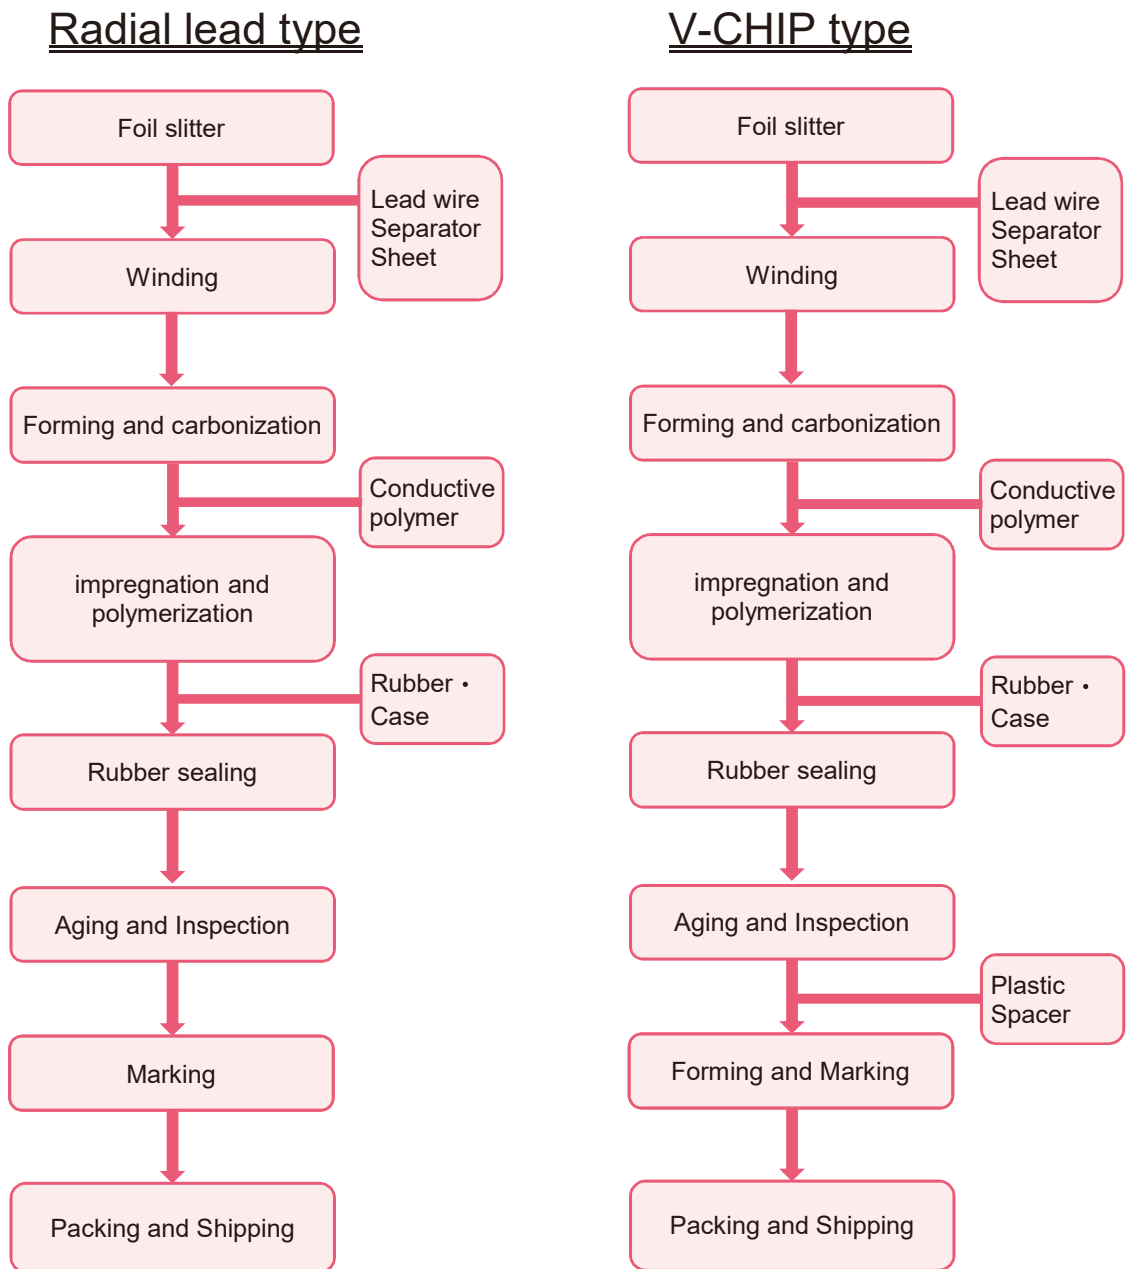 Radial lead type
Foil slitter
Lead wire
Separator
Sheet
Winding
Forming and carbonization
Conductive
polymer
impregnation and
polymerization
Rubber・
Case
Rubber sealing
Aging and Inspection
Marking
Packing and Shipping
V-CHIP type
Foil slitter
Lead wire
Separator
Sheet
Winding
Forming and carbonization
Conductive
polymer
impregnation and
polymerization
Rubber・
Case
Rubber sealing
Aging and Inspection
Plastic
Spacer
Forming and Marking
Packing and Shipping